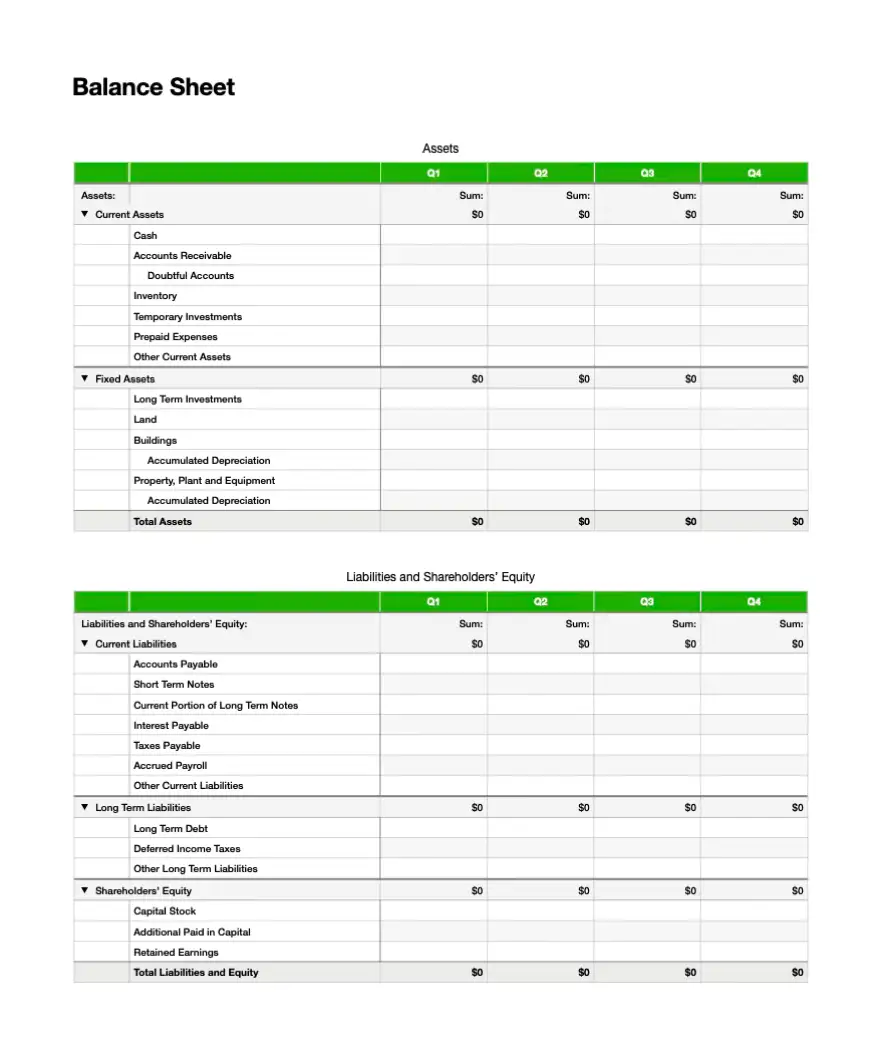 Balance Sheet
Assets
Q1 Q2 Q3 Q4
Assets: Sum: Sum: Sum: Sum:
▼ Current Assets $0 $0 $0 $0
Cash
Accounts Receivable
Doubtful Accounts
Inventory
Temporary Investments
Prepaid Expenses
Other Current Assets
▼ Fixed Assets $0 $0 $0 $0
Long Term Investments
Land
Buildings
Accumulated Depreciation
Property, Plant and Equipment
Accumulated Depreciation
Total Assets $0 $0 $0 $0
Liabilities and Shareholders’ Equity
Q1 Q2 Q3 Q4
Liabilities and Shareholders’ Equity: Sum: Sum: Sum: Sum:
▼ Current Liabilities $0 $0 $0 $0
Accounts Payable
Short Term Notes
Current Portion of Long Term Notes
Interest Payable
Taxes Payable
Accrued Payroll
Other Current Liabilities
▼ Long Term Liabilities $0 $0 $0 $0
Long Term Debt
Deferred Income Taxes
Other Long Term Liabilities
▼ Shareholders’ Equity $0 $0 $0 $0
Capital Stock
Additional Paid in Capital
Retained Earnings
Total Liabilities and Equity $0 $0 $0 $0